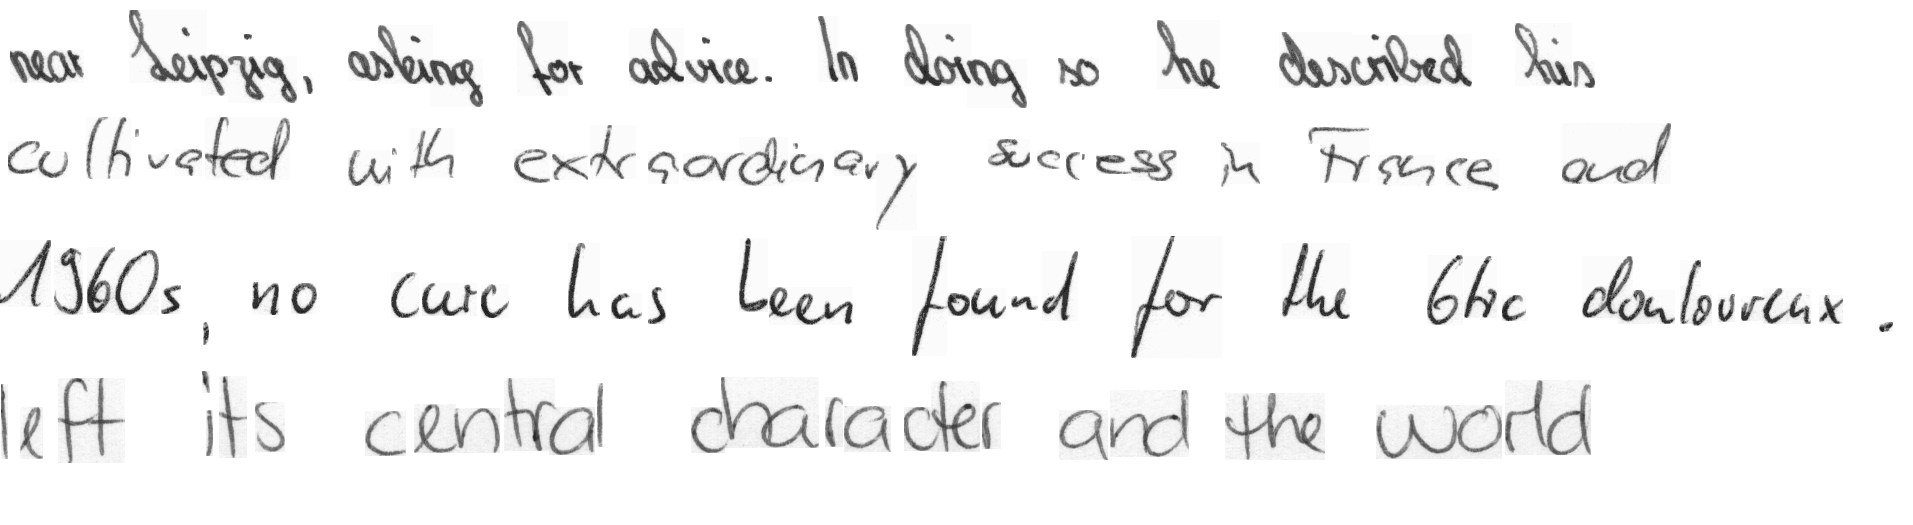 near Leipzig, asking for advice. In doing so he described his
cultivated with extraordinary success in France and
1960s, no cure has been found for the 6tic douloureux.
left its central character and the world